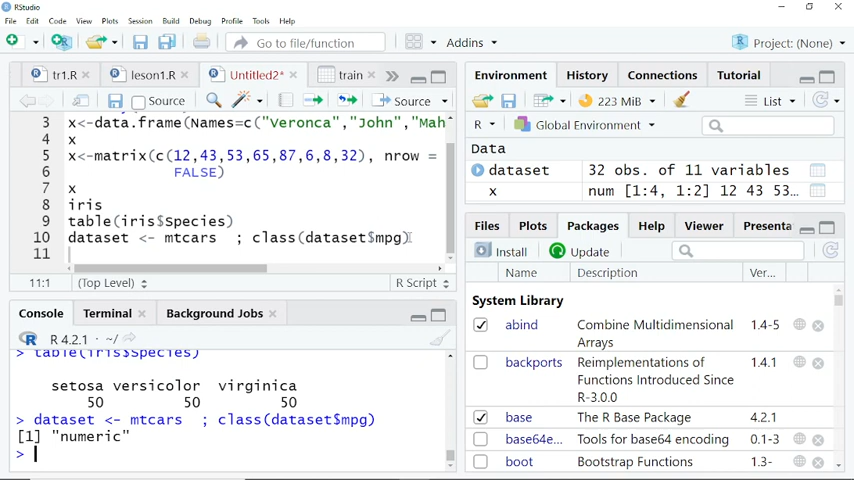 RStudio
File Edit Code View Plots Session Build Debug Profile Tools Help
Go to file/function Addins Project: (None)
tr1.R leson1.R Untitled2* train
Source Source
3 x<-data.frame(Names=c("Veronca","John","Mah
4 x
5 x<-matrix(c(12,43,53,65,87,6,8,32), nrow =
6 FALSE)
7 x
8 iris
9 table(iris$Species)
10 dataset <- mtcars ; class(dataset$mpg)
11
11:1 (Top Level) R Script
Console Terminal Background Jobs
R 4.2.1 · ~/
> table(iris$Species)
setosa versicolor virginica
50 50 50
> dataset <- mtcars ; class(dataset$mpg)
[1] "numeric"
>
Environment History Connections Tutorial
223 MiB List
R Global Environment
Data
dataset 32 obs. of 11 variables
x num [1:4, 1:2] 12 43 53...
Files Plots Packages Help Viewer Presenta
Install Update
Name Description Ver...
System Library
abind Combine Multidimensional Arrays 1.4-5
backports Reimplementations of Functions Introduced Since R-3.0.0 1.4.1
base The R Base Package 4.2.1
base64e... Tools for base64 encoding 0.1-3
boot Bootstrap Functions 1.3-